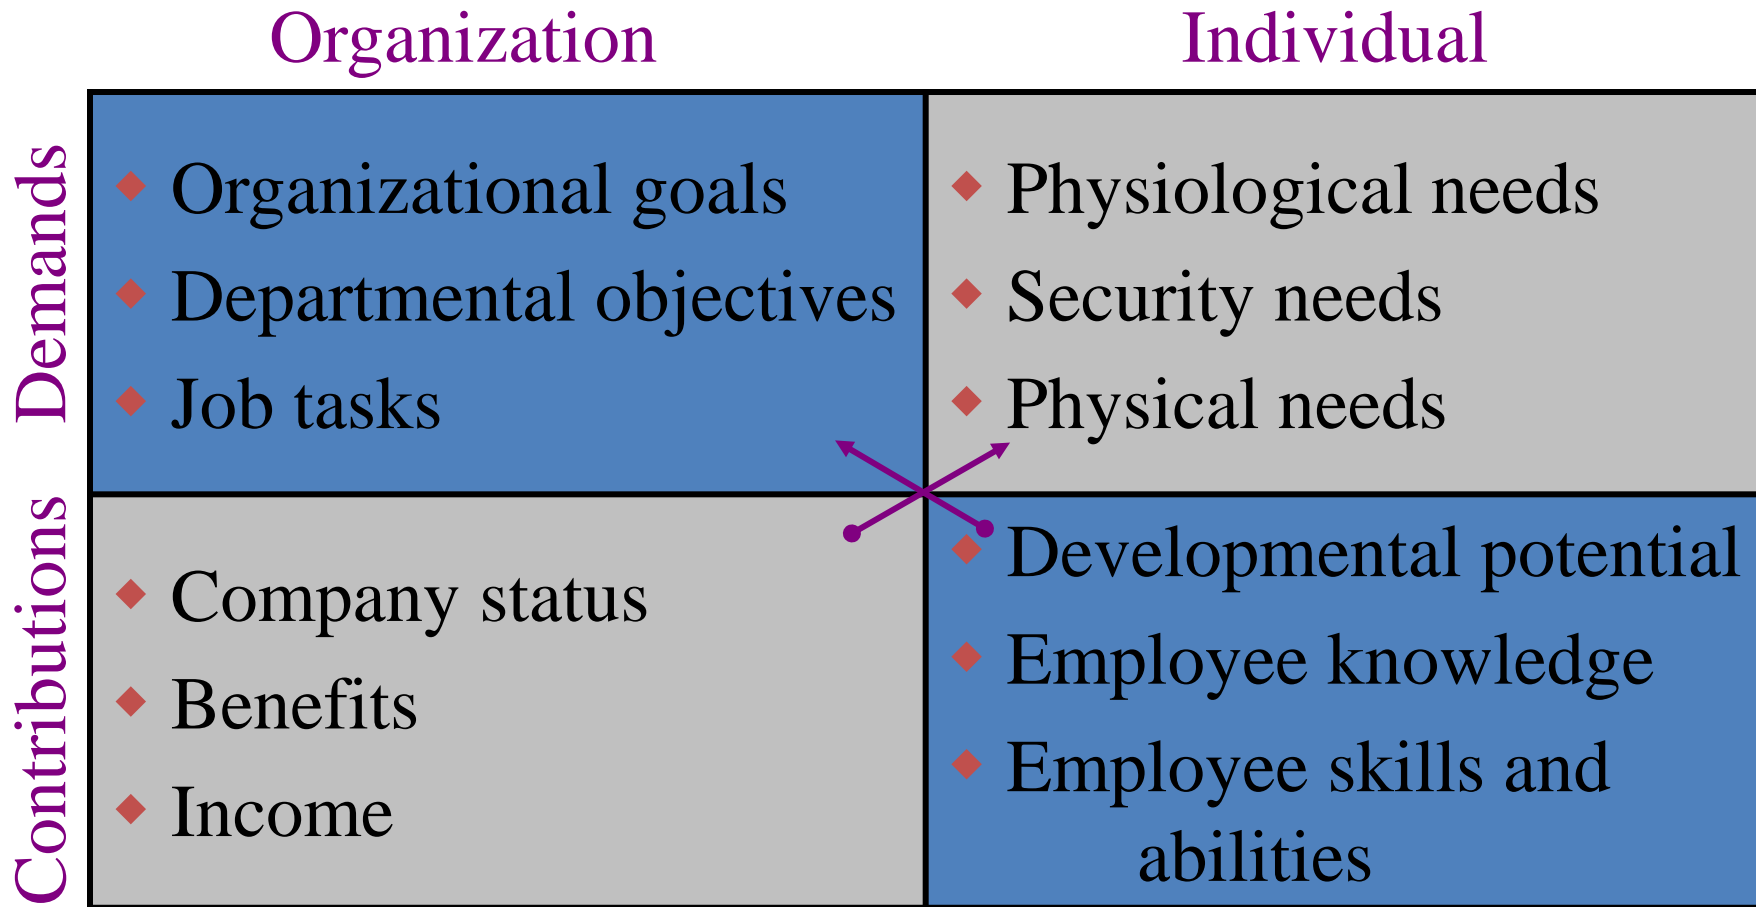 Organization
Individual
Demands
Organizational goals
Departmental objectives
Job tasks
Physiological needs
Security needs
Physical needs
Contributions
Company status
Benefits
Income
Developmental potential
Employee knowledge
Employee skills and
abilities